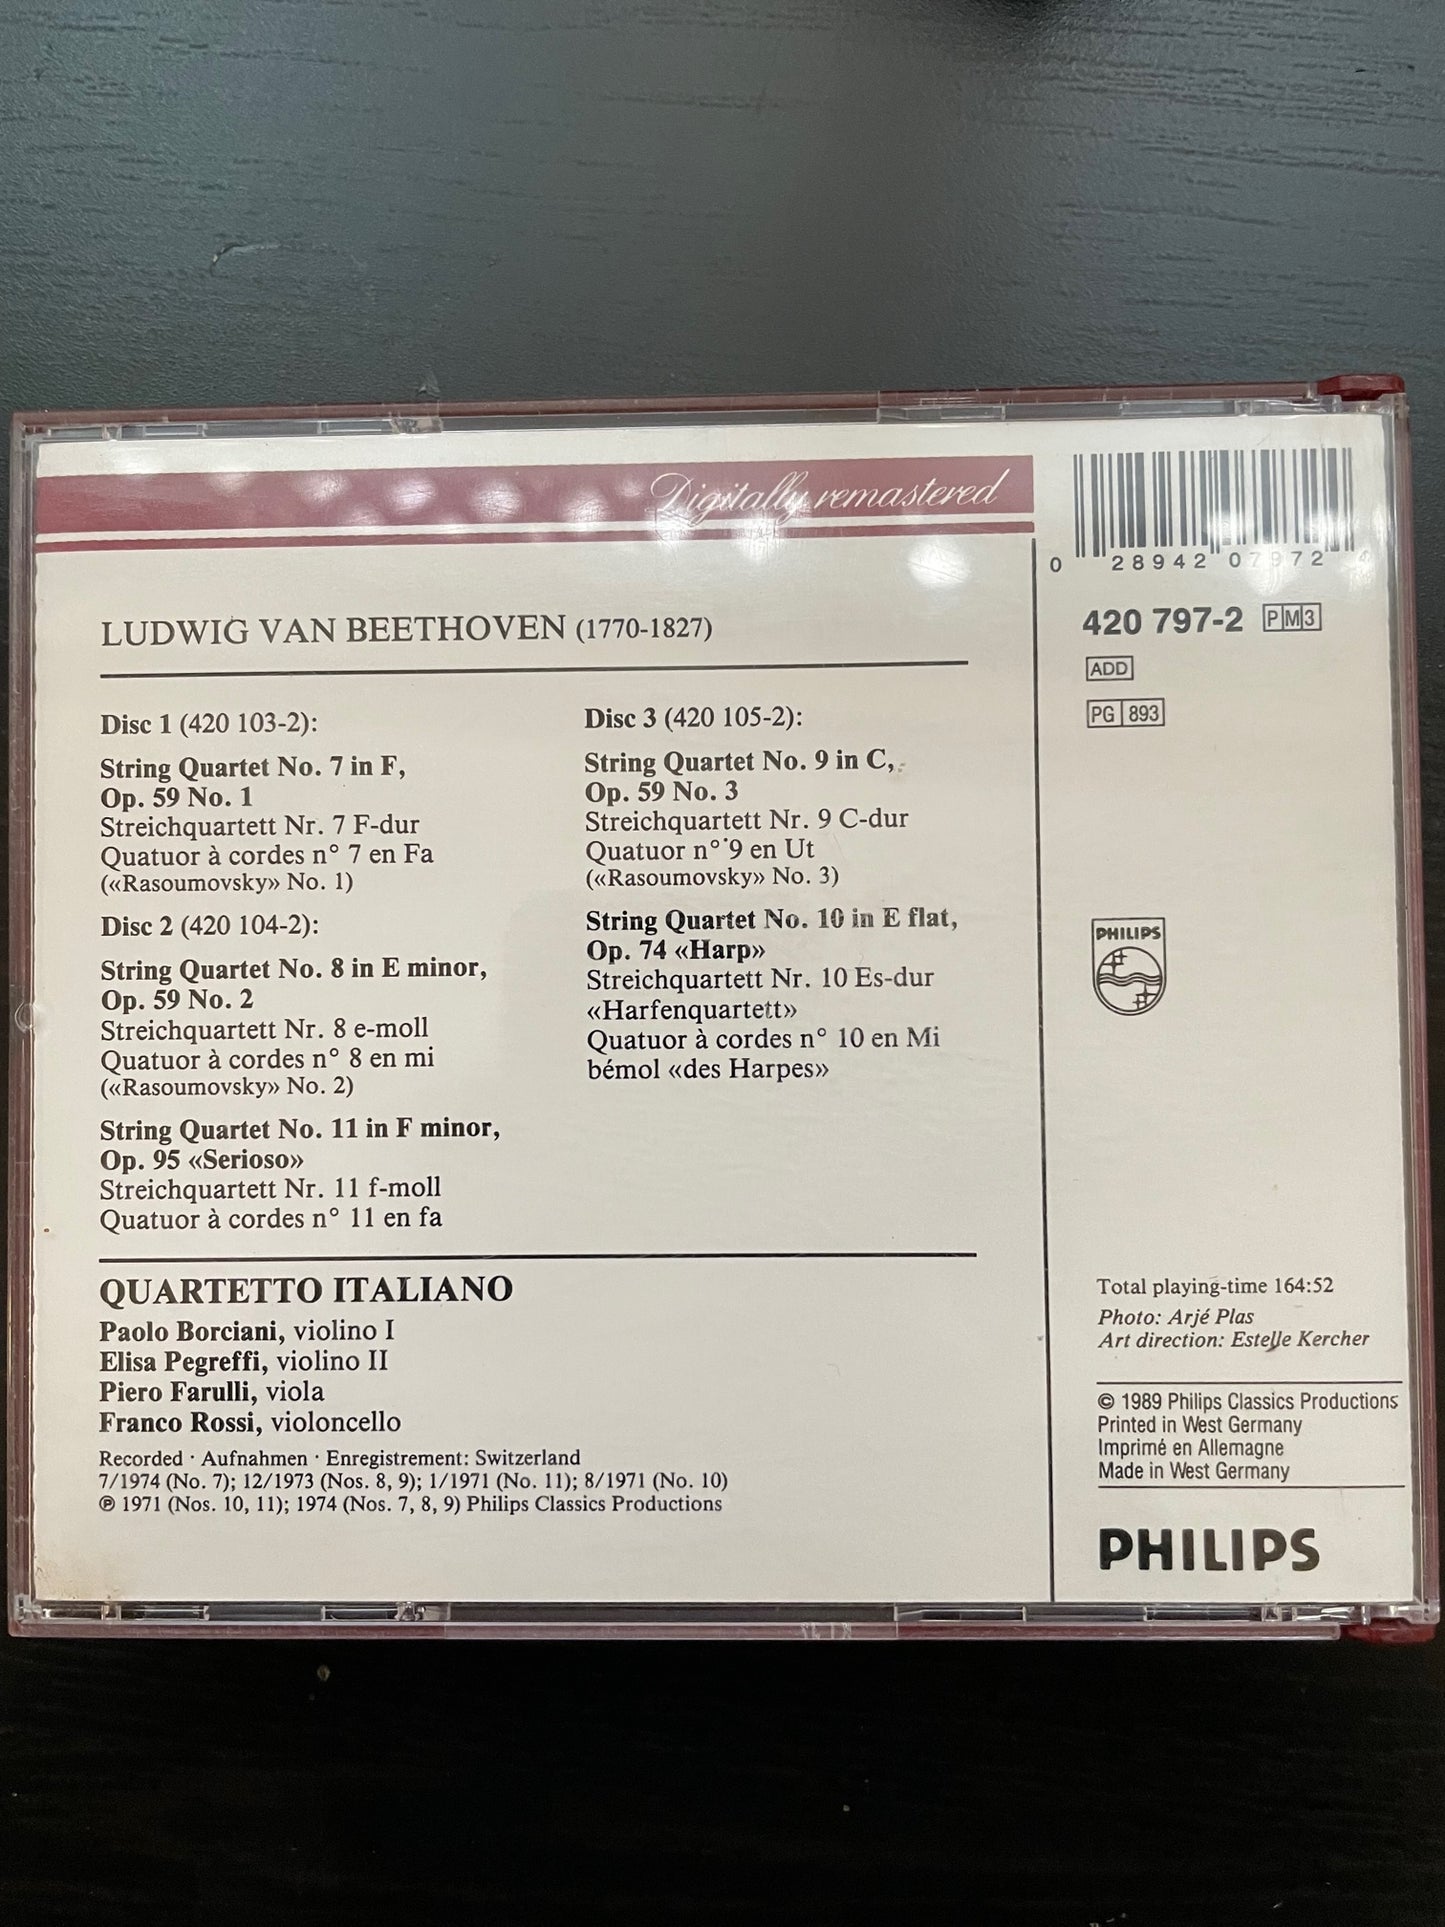 Digitally remastered
LUDWIG VAN BEETHOVEN (1770-1827)
Disc 1 (420 103-2):
String Quartet No. 7 in F,
Op. 59 No. 1
Streichquartett Nr. 7 F-dur
Quatuor à cordes n° 7 en Fa
(«Rasoumovsky» No. 1)
Disc 2 (420 104-2):
String Quartet No. 8 in E minor,
Op. 59 No. 2
Streichquartett Nr. 8 e-moll
Quatuor à cordes n° 8 en mi
(«Rasoumovsky» No. 2)
String Quartet No. 11 in F minor,
Op. 95 «Serioso»
Streichquartett Nr. 11 f-moll
Quatuor à cordes n° 11 en fa
Disc 3 (420 105-2):
String Quartet No. 9 in C,
Op. 59 No. 3
Streichquartett Nr. 9 C-dur
Quatuor n° 9 en Ut
(«Rasoumovsky» No. 3)
String Quartet No. 10 in E flat,
Op. 74 «Harp»
Streichquartett Nr. 10 Es-dur
«Harfenquartett»
Quatuor à cordes n° 10 en Mi
bémol «des Harpes»
QUARTETTO ITALIANO
Paolo Borciani, violino I
Elisa Pegreffi, violino II
Piero Farulli, viola
Franco Rossi, violoncello
Recorded · Aufnahmen · Enregistrement: Switzerland
7/1974 (No. 7); 12/1973 (Nos. 8, 9); 1/1971 (No. 11); 8/1971 (No. 10)
℗ 1971 (Nos. 10, 11); 1974 (Nos. 7, 8, 9) Philips Classics Productions
0 28942 07972 4
420 797-2 PM3
ADD
PG 893
PHILIPS
Total playing-time 164:52
Photo: Arjé Plas
Art direction: Estelle Kercher
© 1989 Philips Classics Productions
Printed in West Germany
Imprimé en Allemagne
Made in West Germany
PHILIPS